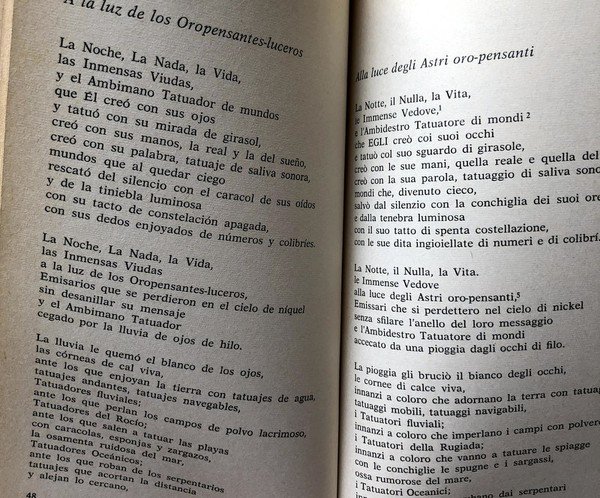 A la luz de los Oropensantes-luceros
La Noche, La Nada, la Vida,
las Inmensas Viudas,
y el Ambimano Tatuador de mundos
que Él creó con sus ojos
y tatuó con su mirada de girasol,
creó con sus manos, la real y la del sueño,
creó con su palabra, tatuaje de saliva sonora,
mundos que al quedar ciego
rescató del silencio con el caracol de sus oídos
y de la tiniebla luminosa
con su tacto de constelación apagada,
con sus dedos enjoyados de números y colibríes.
La Noche, La Nada, la Vida,
las Inmensas Viudas
a la luz de los Oropensantes-luceros,
Emisarios que se perdieron en el cielo de níquel
sin desanillar su mensaje
y el Ambimano Tatuador
cegado por la lluvia de ojos de hilo.
La lluvia le quemó el blanco de los ojos,
las córneas de cal viva,
ante los que enjoyan la tierra con tatuajes de agua,
tatuajes andantes, tatuajes navegables,
Tatuadores fluviales;
ante los que perlan los campos de polvo lacrimoso,
Tatuadores del Rocío;
ante los que salen a tatuar las playas
con caracolas, esponjas y zargazos,
la osamenta ruidosa del mar,
Tatuadores Oceánicos;
ante los que roban de los serpentarios
tatuajes que acortan la distancia
y alejan lo cercano,
48
Alla luce degli Astri oro-pensanti
La Notte, il Nulla, la Vita,
le Immense Vedove,¹
e l'Ambidestro Tatuatore di mondi ²
che EGLI creò coi suoi occhi
e tatuò col suo sguardo di girasole,
creò con le sue mani, quella reale e quella del
creò con la sua parola, tatuaggio di saliva sono
mondi che, divenuto cieco,
salvò dal silenzio con la conchiglia dei suoi ore
e dalla tenebra luminosa
con il suo tatto di spenta costellazione,
con le sue dita ingioiellate di numeri e di colibrí.
La Notte, il Nulla, la Vita.
le Immense Vedove
alla luce degli Astri oro-pensanti,⁵
Emissari che si perdettero nel cielo di nickel
senza sfilare l'anello del loro messaggio
e l'Ambidestro Tatuatore di mondi
accecato da una pioggia dagli occhi di filo.
La pioggia gli bruciò il bianco degli occhi,
le cornee di calce viva,
innanzi a coloro che adornano la terra con tatuag
tatuaggi mobili, tatuaggi navigabili,
i Tatuatori fluviali;
innanzi a coloro che imperlano i campi con polvere
i Tatuatori della Rugiada;
innanzi a coloro che vanno a tatuare le spiagge
con le conchiglie le spugne e i sargassi,
ossa rumorose del mare,
i Tatuatori Oceanici;
dai serpentari